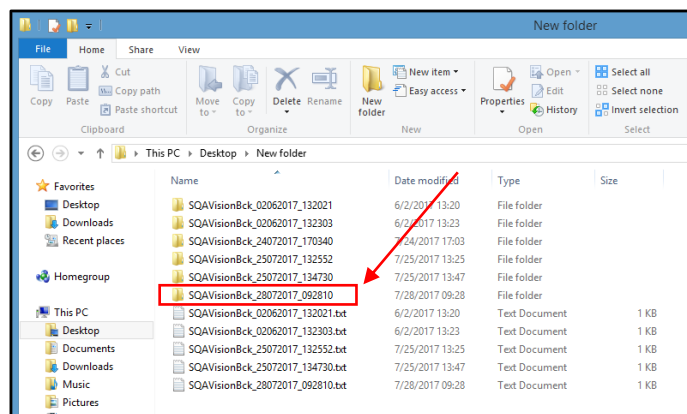 New folder
File Home Share View
Copy Paste Cut Copy path Paste shortcut
Move to Copy to Delete Rename
New folder New item Easy access
Properties Open Edit History
Select all Select none Invert selection
Clipboard Organize New Open Select
This PC Desktop New folder
Name Date modified Type Size
Favorites
Desktop
Downloads
Recent places
Homegroup
This PC
Desktop
Documents
Downloads
Music
Pictures
SQAVisionBck_02062017_132021 6/2/2017 13:20 File folder
SQAVisionBck_02062017_132303 6/2/2017 13:23 File folder
SQAVisionBck_24072017_170340 7/24/2017 17:03 File folder
SQAVisionBck_25072017_132552 7/25/2017 13:25 File folder
SQAVisionBck_25072017_134730 7/25/2017 13:47 File folder
SQAVisionBck_28072017_092810 7/28/2017 09:28 File folder
SQAVisionBck_02062017_132021.txt 6/2/2017 13:20 Text Document 1 KB
SQAVisionBck_02062017_132303.txt 6/2/2017 13:23 Text Document 1 KB
SQAVisionBck_25072017_132552.txt 7/25/2017 13:25 Text Document 1 KB
SQAVisionBck_25072017_134730.txt 7/25/2017 13:47 Text Document 1 KB
SQAVisionBck_28072017_092810.txt 7/28/2017 09:28 Text Document 1 KB